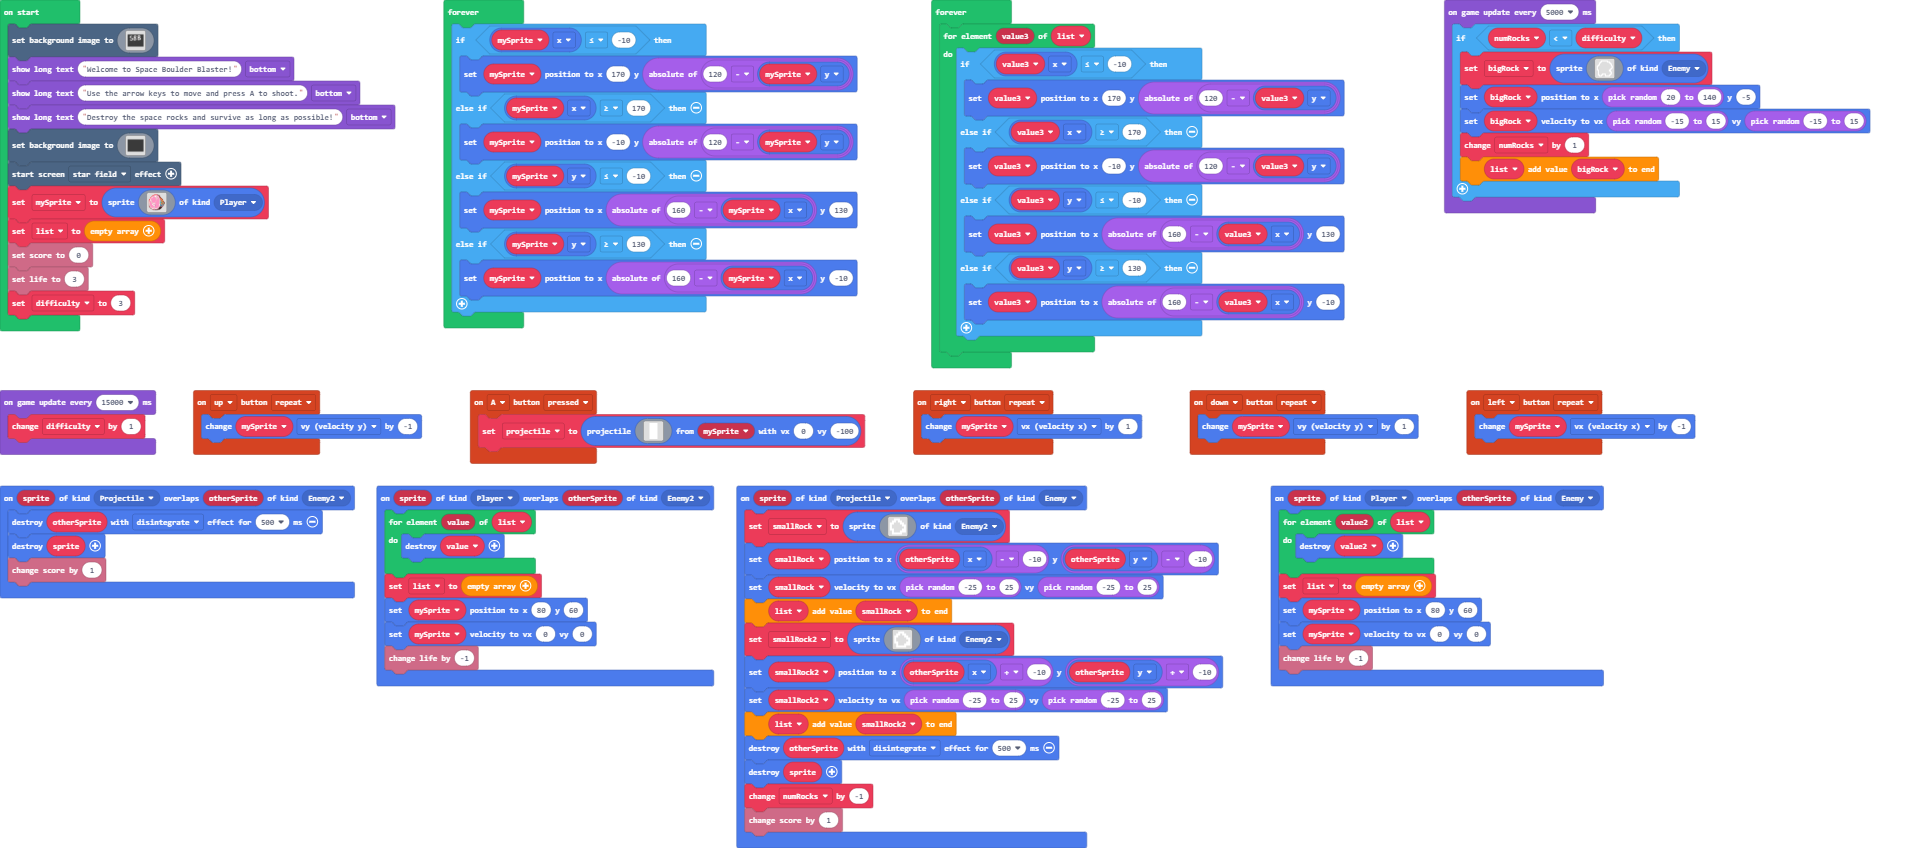 on start
set background image to
show long text "Welcome to Space Boulder Blaster!" bottom
show long text "Use the arrow keys to move and press A to shoot." bottom
show long text "Destroy the space rocks and survive as long as possible!" bottom
set background image to
start screen star field effect
set mySprite to sprite of kind Player
set list to empty array
set score to 0
set life to 3
set difficulty to 3
forever
if mySprite x ≤ -10 then
set mySprite position to x 170 y absolute of 120 - mySprite y
else if mySprite x ≥ 170 then
set mySprite position to x -10 y absolute of 120 - mySprite y
else if mySprite y ≤ -10 then
set mySprite position to x absolute of 160 - mySprite x y 130
else if mySprite y ≥ 130 then
set mySprite position to x absolute of 160 - mySprite x y -10
forever
for element value3 of list
do
if value3 x ≤ -10 then
set value3 position to x 170 y absolute of 120 - value3 y
else if value3 x ≥ 170 then
set value3 position to x -10 y absolute of 120 - value3 y
else if value3 y ≤ -10 then
set value3 position to x absolute of 160 - value3 x y 130
else if value3 y ≥ 130 then
set value3 position to x absolute of 160 - value3 x y -10
on game update every 5000 ms
if numRocks < difficulty then
set bigRock to sprite of kind Enemy
set bigRock position to x pick random 20 to 140 y -5
set bigRock velocity to vx pick random -15 to 15 vy pick random -15 to 15
change numRocks by 1
list add value bigRock to end
on game update every 15000 ms
change difficulty by 1
on up button repeat
change mySprite vy (velocity y) by -1
on A button pressed
set projectile to projectile from mySprite with vx 0 vy -100
on right button repeat
change mySprite vx (velocity x) by 1
on down button repeat
change mySprite vy (velocity y) by 1
on left button repeat
change mySprite vx (velocity x) by -1
on sprite of kind Projectile overlaps otherSprite of kind Enemy2
destroy otherSprite with disintegrate effect for 500 ms
destroy sprite
change score by 1
on sprite of kind Player overlaps otherSprite of kind Enemy2
for element value of list
do destroy value
set list to empty array
set mySprite position to x 80 y 60
set mySprite velocity to vx 0 vy 0
change life by -1
on sprite of kind Projectile overlaps otherSprite of kind Enemy
set smallRock to sprite of kind Enemy2
set smallRock position to x otherSprite x - -10 y otherSprite y - -10
set smallRock velocity to vx pick random -25 to 25 vy pick random -25 to 25
list add value smallRock to end
set smallRock2 to sprite of kind Enemy2
set smallRock2 position to x otherSprite x + -10 y otherSprite y + -10
set smallRock2 velocity to vx pick random -25 to 25 vy pick random -25 to 25
list add value smallRock2 to end
destroy otherSprite with disintegrate effect for 500 ms
destroy sprite
change numRocks by -1
change score by 1
on sprite of kind Player overlaps otherSprite of kind Enemy
for element value2 of list
do destroy value2
set list to empty array
set mySprite position to x 80 y 60
set mySprite velocity to vx 0 vy 0
change life by -1